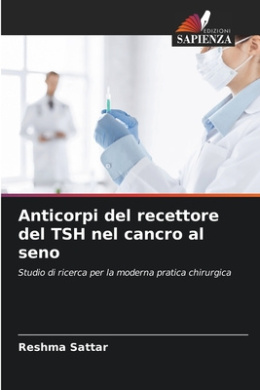 EDIZIONI
SAPIENZA
Anticorpi del recettore
del TSH nel cancro al
seno
Studio di ricerca per la moderna pratica chirurgica
Reshma Sattar